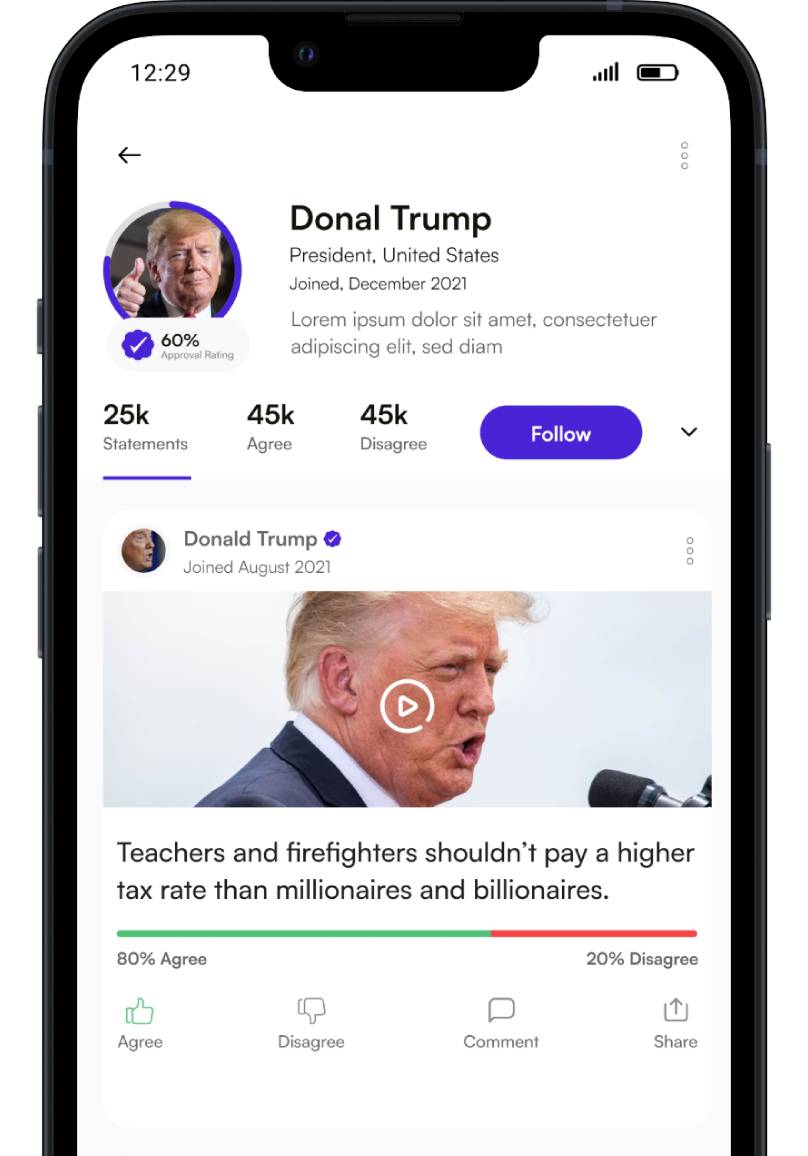 12:29
Donal Trump
President, United States
Joined, December 2021
Lorem ipsum dolor sit amet, consectetuer
adipiscing elit, sed diam
60%
Approval Rating
25k
Statements
45k
Agree
45k
Disagree
Follow
Donald Trump
Joined August 2021
Teachers and firefighters shouldn't pay a higher
tax rate than millionaires and billionaires.
80% Agree
20% Disagree
Agree
Disagree
Comment
Share